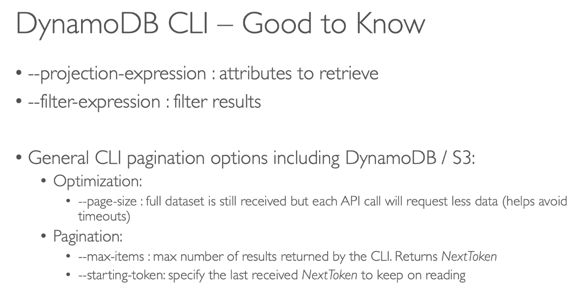 DynamoDB CLI – Good to Know
• --projection-expression : attributes to retrieve
• --filter-expression : filter results
• General CLI pagination options including DynamoDB / S3:
• Optimization:
• --page-size : full dataset is still received but each API call will request less data (helps avoid
timeouts)
• Pagination:
• --max-items : max number of results returned by the CLI. Returns NextToken
• --starting-token: specify the last received NextToken to keep on reading